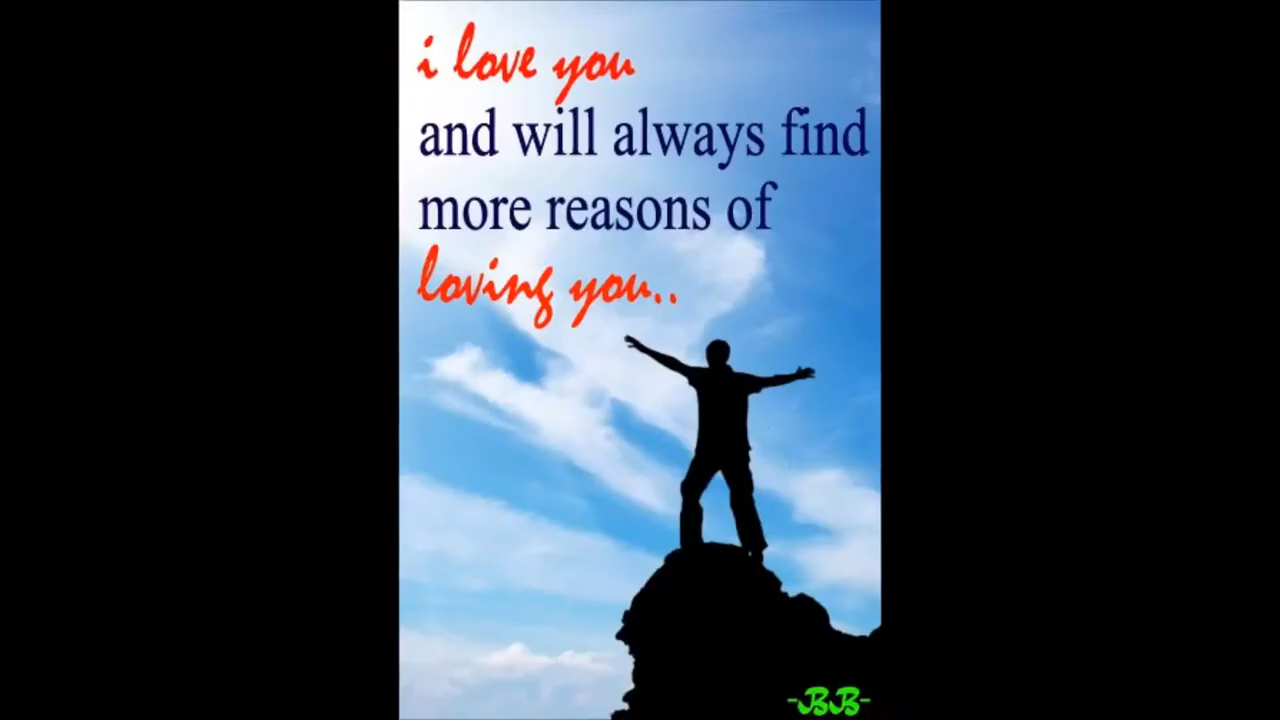 i love you
and will always find
more reasons of
loving you..
-BB-